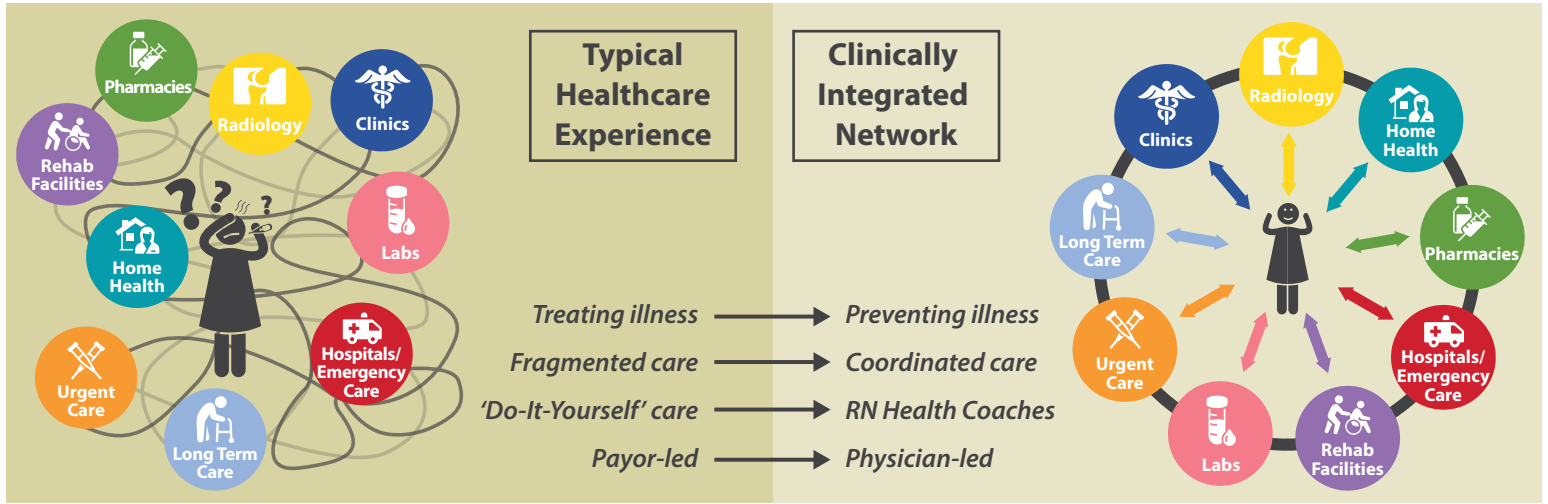 Pharmacies
Radiology
Clinics
Rehab
Facilities
Labs
Home
Health
Hospitals/
Emergency
Care
Urgent
Care
Long Term
Care
? ? ?
Typical
Healthcare
Experience
Clinically
Integrated
Network
Treating illness
Preventing illness
Fragmented care
Coordinated care
‘Do-It-Yourself’ care
RN Health Coaches
Payor-led
Physician-led
Radiology
Clinics
Home
Health
Long Term
Care
Pharmacies
Urgent
Care
Hospitals/
Emergency
Care
Labs
Rehab
Facilities